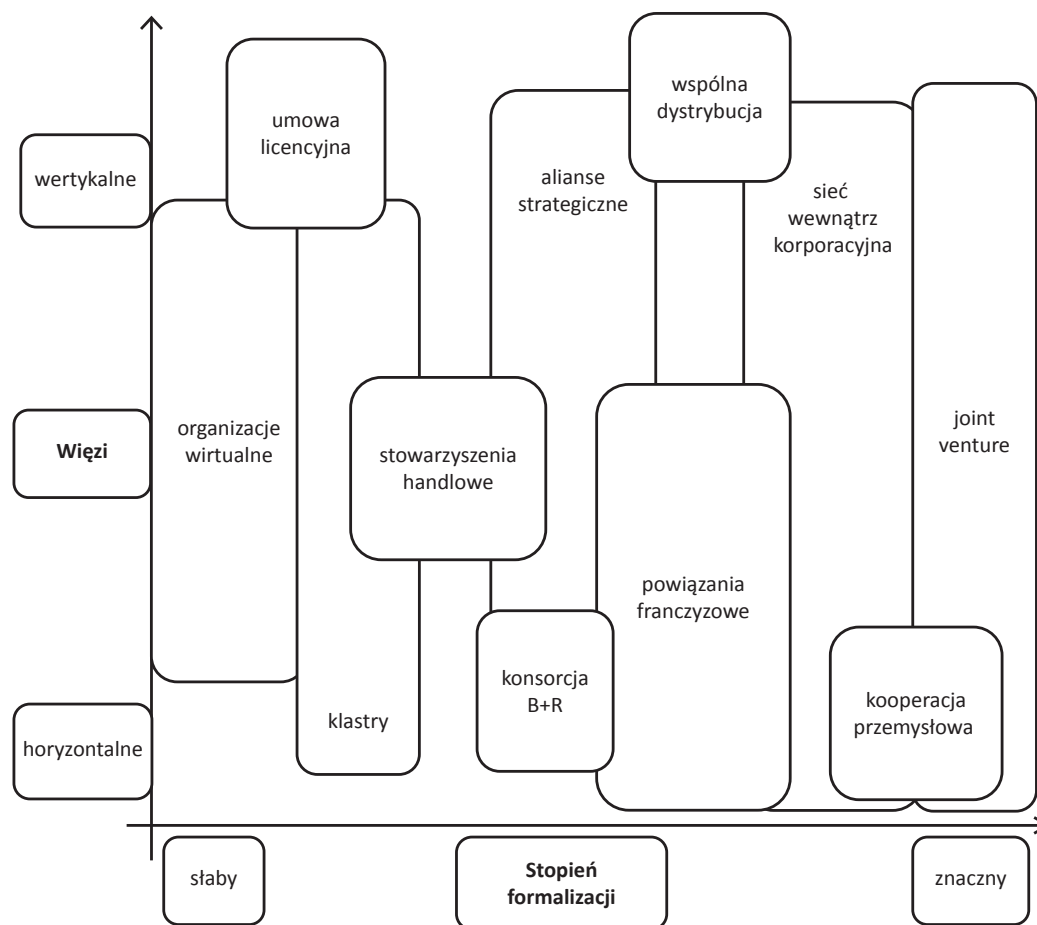 wspólna
dystrybucja
umowa
licencyjna
wertykalne
alianse
strategiczne
sieć
wewnątrz
korporacyjna
Więzi
organizacje
wirtualne
stowarzyszenia
handlowe
joint
venture
powiązania
franczyzowe
konsorcja
B+R
klastry
kooperacja
przemysłowa
horyzontalne
słaby
Stopień
formalizacji
znaczny